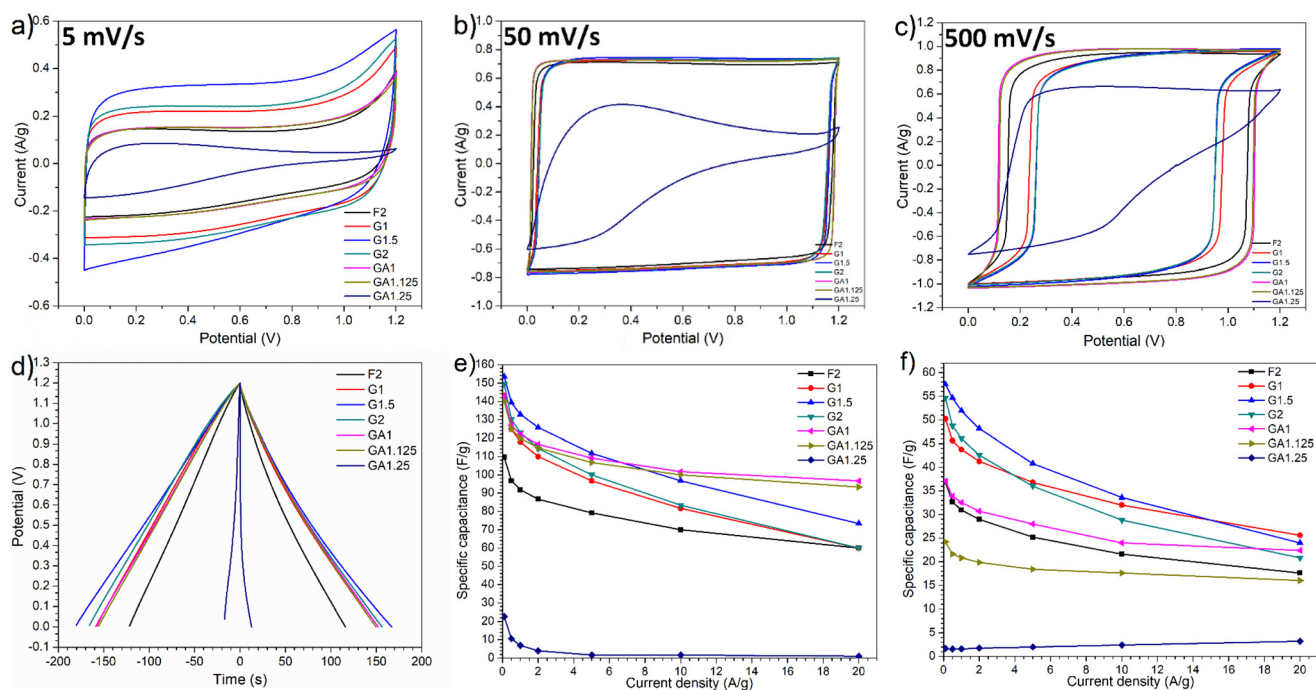 a)
5 mV/s
0.6
0.4
0.2
0.0
-0.2
-0.4
-0.6
Current (A/g)
F2
G1
G1.5
G2
GA1
GA1.125
GA1.25
0.0 0.2 0.4 0.6 0.8 1.0 1.2
Potential (V)
b)
50 mV/s
1.0
0.8
0.6
0.4
0.2
0.0
-0.2
-0.4
-0.6
-0.8
-1.0
Current (A/g)
F2
G1
G1.5
G2
GA1
GA1.125
GA1.25
0.0 0.2 0.4 0.6 0.8 1.0 1.2
Potential (V)
c)
500 mV/s
1.2
1.0
0.8
0.6
0.4
0.2
0.0
-0.2
-0.4
-0.6
-0.8
-1.0
-1.2
Current (A/g)
F2
G1
G1.5
G2
GA1
GA1.125
GA1.25
0.0 0.2 0.4 0.6 0.8 1.0 1.2
Potential (V)
d)
1.3
1.2
1.1
1.0
0.9
0.8
0.7
0.6
0.5
0.4
0.3
0.2
0.1
0.0
-0.1
Potential (V)
F2
G1
G1.5
G2
GA1
GA1.125
GA1.25
-200 -150 -100 -50 0 50 100 150 200
Time (s)
e)
160
150
140
130
120
110
100
90
80
70
60
50
40
30
20
10
0
Specific capacitance (F/g)
F2
G1
G1.5
G2
GA1
GA1.125
GA1.25
0 2 4 6 8 10 12 14 16 18 20
Current density (A/g)
f)
60
55
50
45
40
35
30
25
20
15
10
5
0
Specific capacitance (F/g)
F2
G1
G1.5
G2
GA1
GA1.125
GA1.25
0 2 4 6 8 10 12 14 16 18 20
Current density (A/g)